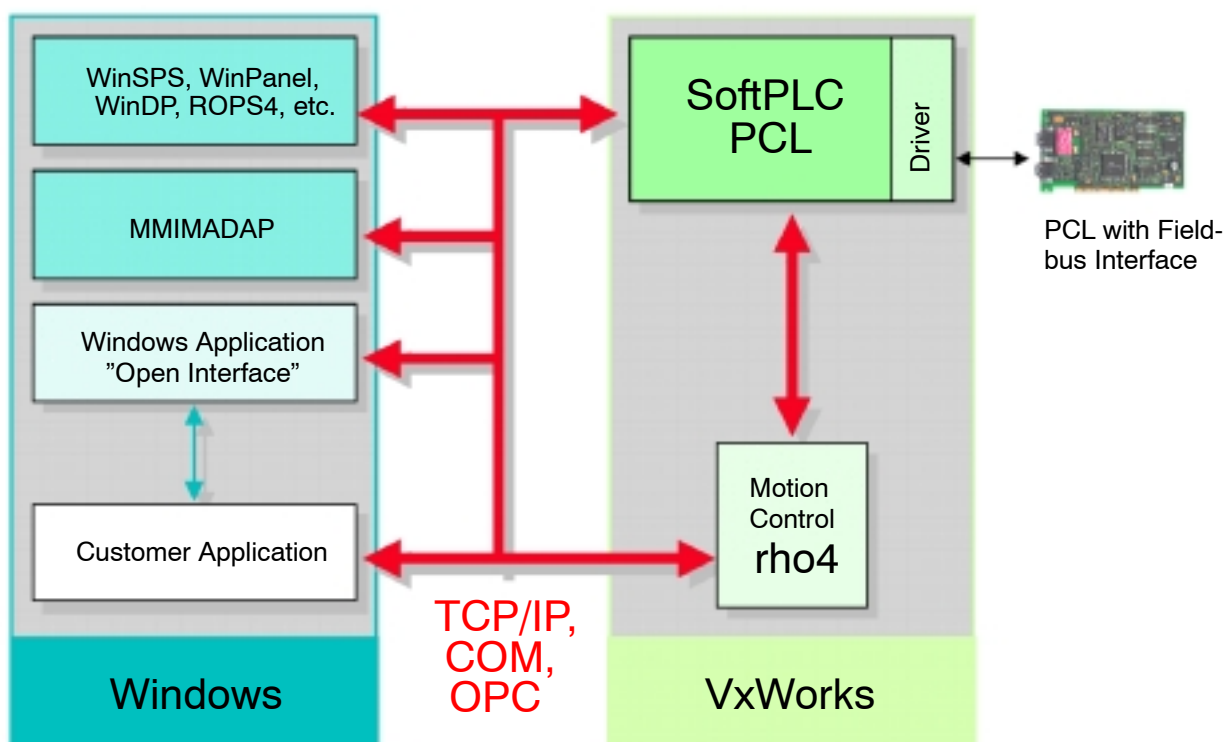 WinSPS, WinPanel,
WinDP, ROPS4, etc.
MMIMADAP
Windows Application
”Open Interface”
Customer Application
Windows
TCP/IP,
COM,
OPC
SoftPLC
PCL
Driver
Motion
Control
rho4
VxWorks
PCL with Field-
bus Interface